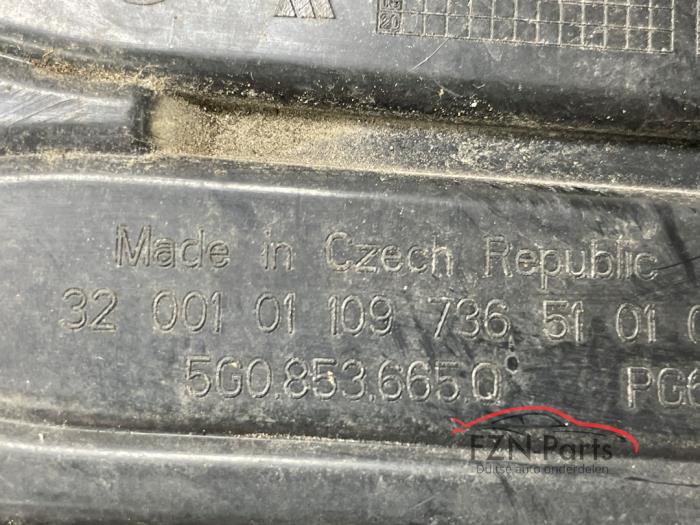 Made in Czech Republic
32 001 01 109 736 51 01
5G0.853.665.Q
FZN-Parts
Duitse auto onderdelen